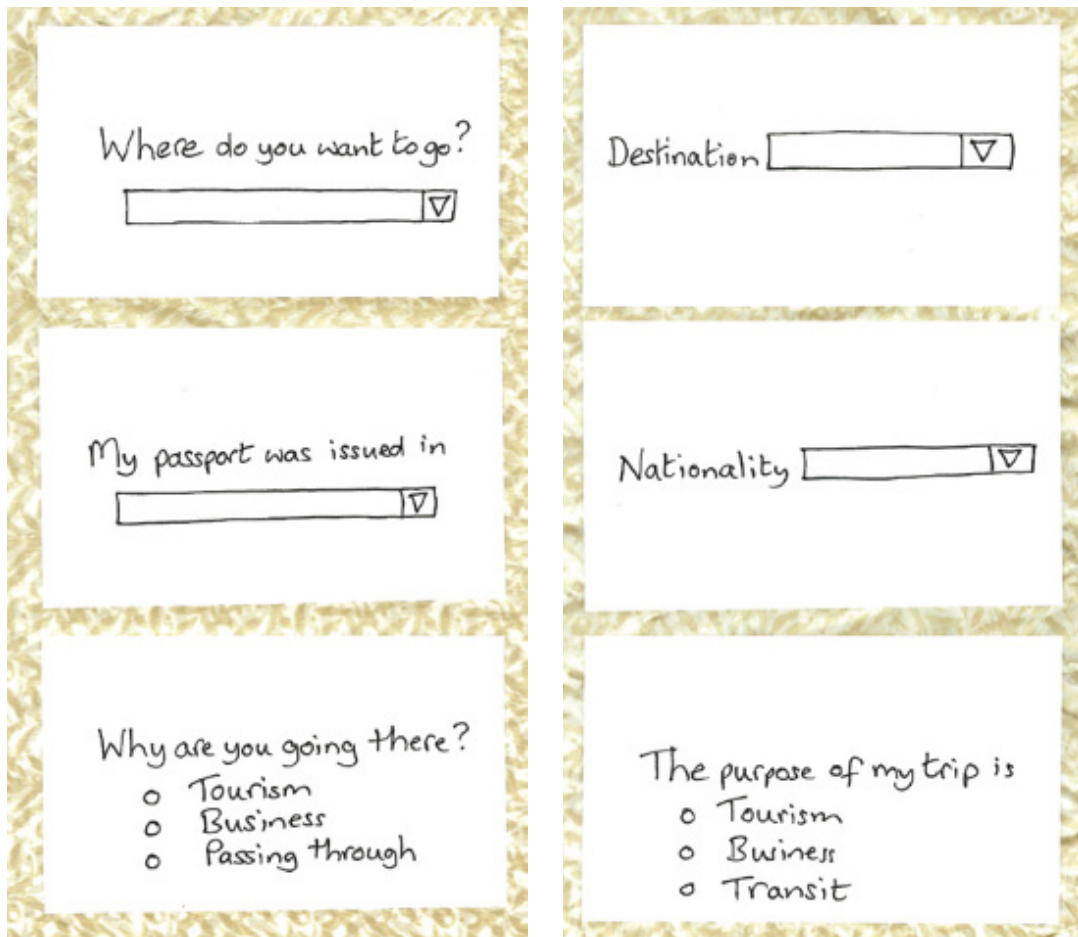 Where do you want to go?
My passport was issued in
Why are you going there?
Tourism
Business
Passing through
Destination
Nationality
The purpose of my trip is
Tourism
Business
Transit